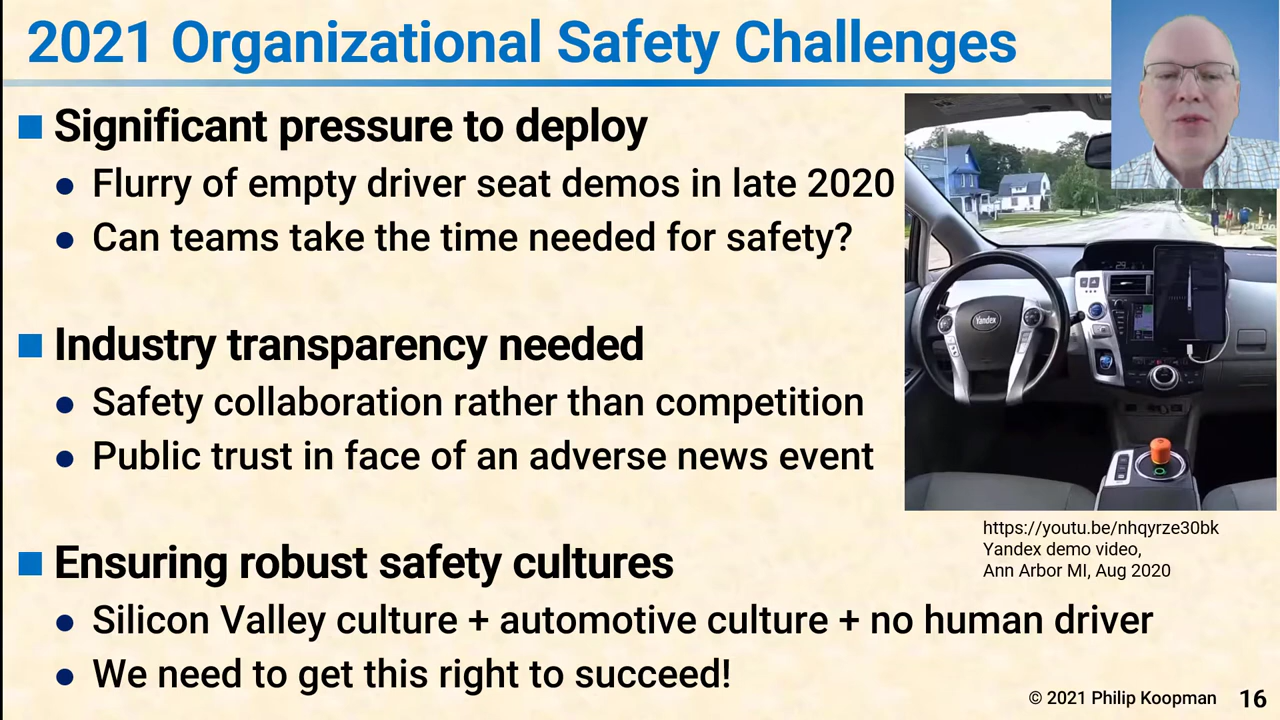 2021 Organizational Safety Challenges
Significant pressure to deploy
Flurry of empty driver seat demos in late 2020
Can teams take the time needed for safety?
Industry transparency needed
Safety collaboration rather than competition
Public trust in face of an adverse news event
Ensuring robust safety cultures
Silicon Valley culture + automotive culture + no human driver
We need to get this right to succeed!
Yandex
https://youtu.be/nhqyrze30bk
Yandex demo video,
Ann Arbor MI, Aug 2020
© 2021 Philip Koopman 16